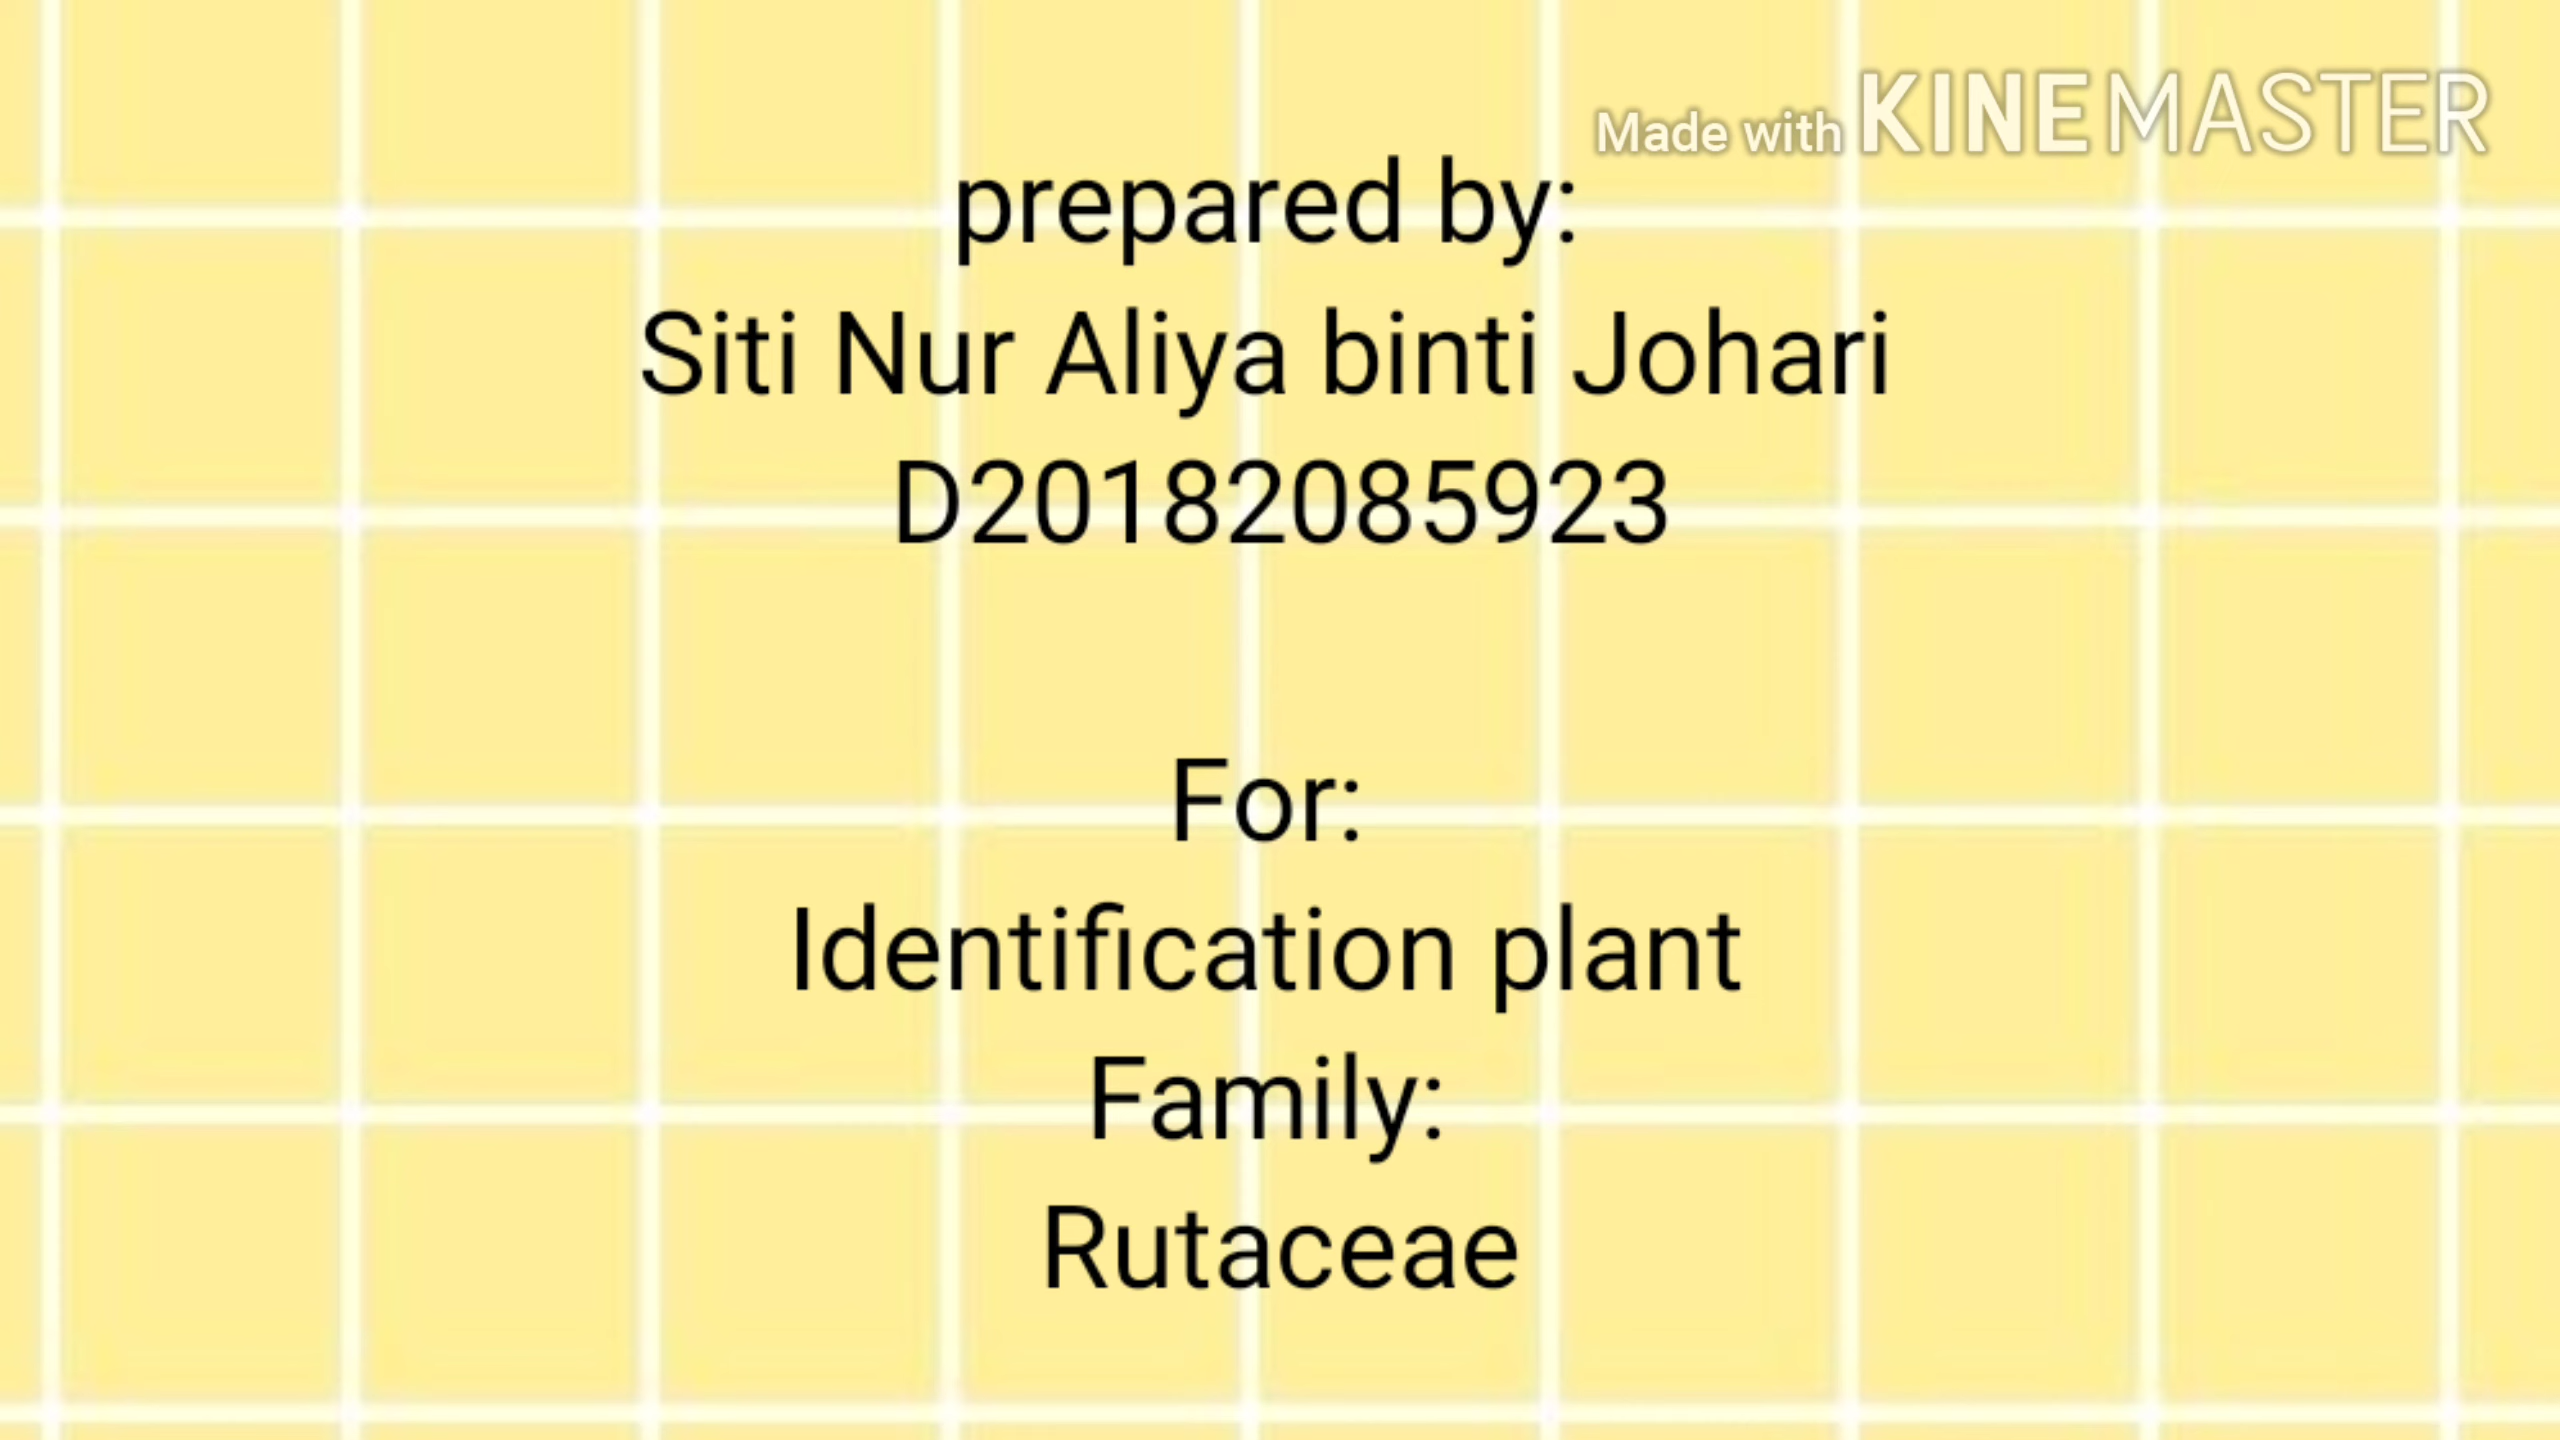 Made with KINEMASTER
prepared by:
Siti Nur Aliya binti Johari
D20182085923
For:
Identification plant
Family:
Rutaceae